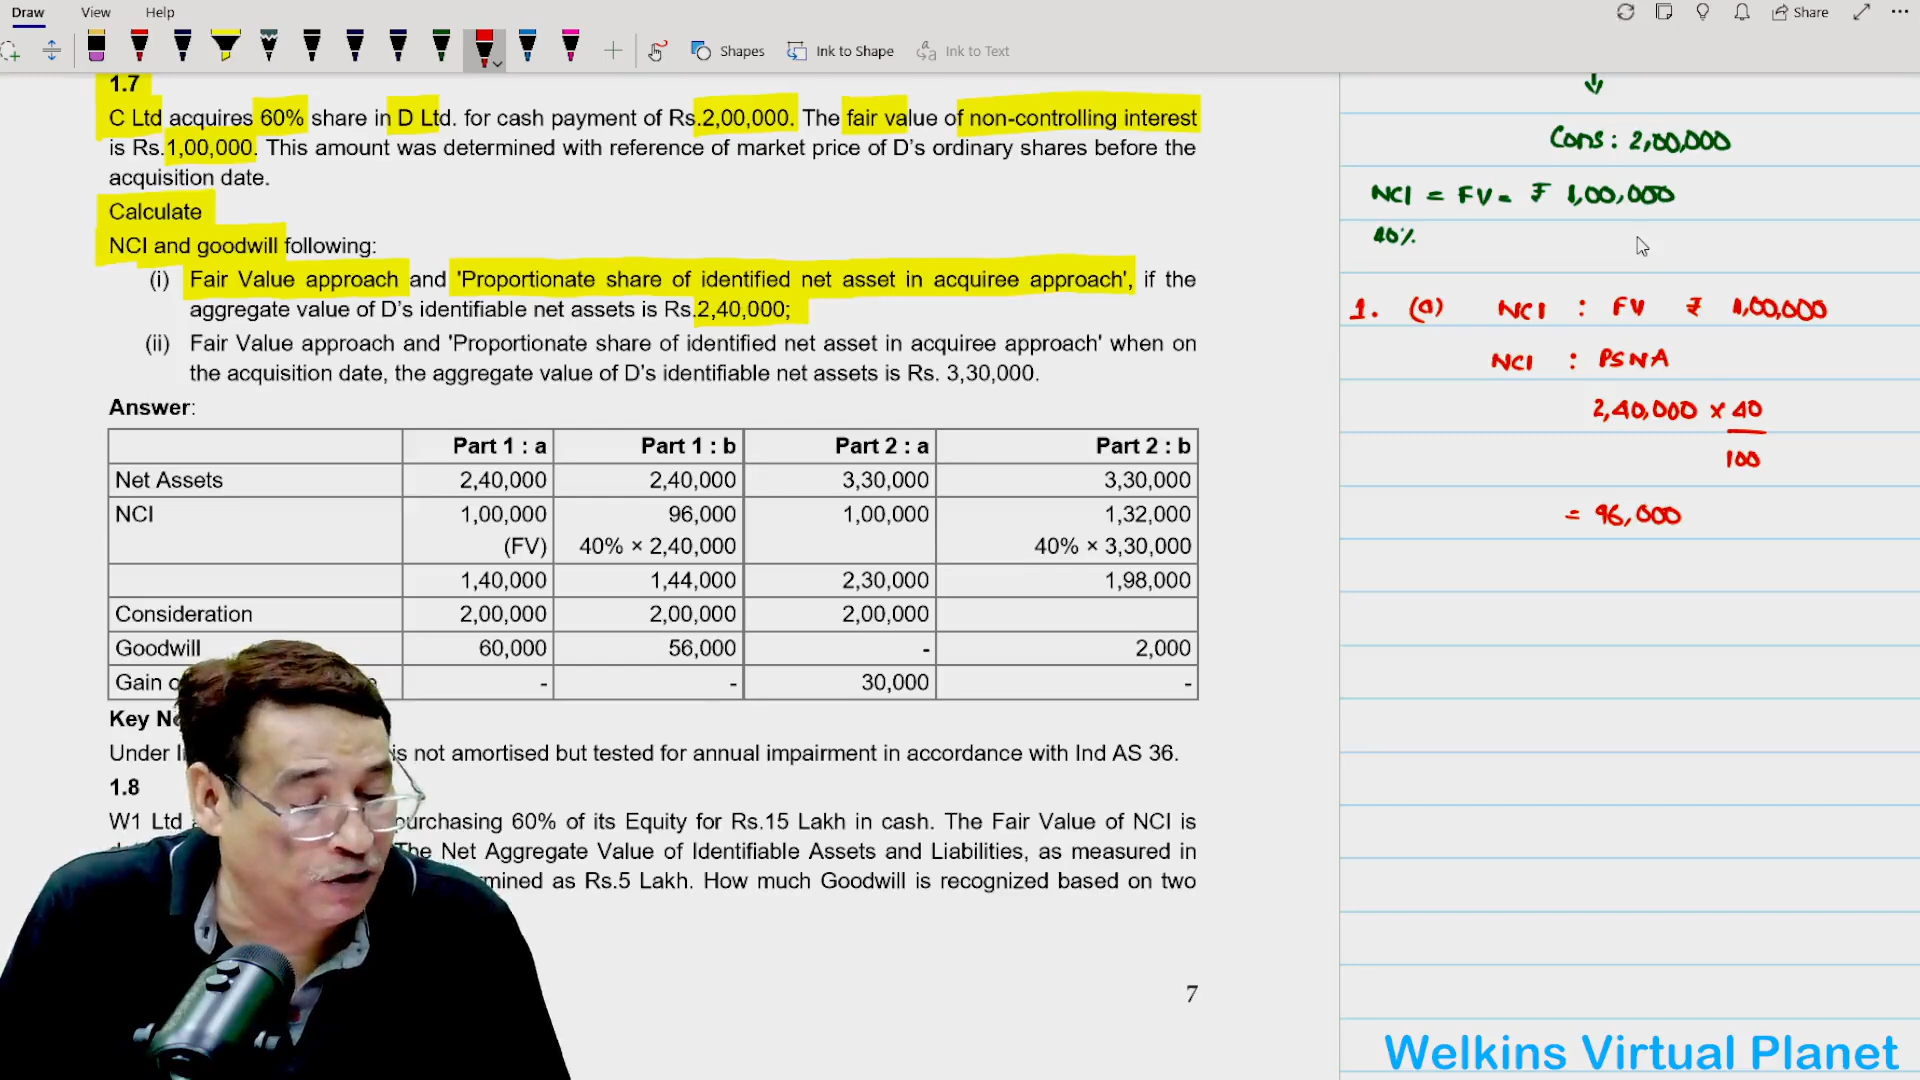 Draw View Help
Share
Shapes Ink to Shape Ink to Text
1.7
C Ltd acquires 60% share in D Ltd. for cash payment of Rs.2,00,000. The fair value of non-controlling interest
is Rs.1,00,000. This amount was determined with reference of market price of D's ordinary shares before the
acquisition date.
Calculate
NCI and goodwill following:
(i) Fair Value approach and 'Proportionate share of identified net asset in acquiree approach', if the
aggregate value of D's identifiable net assets is Rs.2,40,000;
(ii) Fair Value approach and 'Proportionate share of identified net asset in acquiree approach' when on
the acquisition date, the aggregate value of D's identifiable net assets is Rs. 3,30,000.
Answer:
Part 1 : a Part 1 : b Part 2 : a Part 2 : b
Net Assets 2,40,000 2,40,000 3,30,000 3,30,000
NCI 1,00,000 96,000 1,00,000 1,32,000
(FV) 40% × 2,40,000 40% × 3,30,000
1,40,000 1,44,000 2,30,000 1,98,000
Consideration 2,00,000 2,00,000 2,00,000
Goodwill 60,000 56,000 - 2,000
Gain - - 30,000 -
Key
Under is not amortised but tested for annual impairment in accordance with Ind AS 36.
1.8
W1 Ltd purchasing 60% of its Equity for Rs.15 Lakh in cash. The Fair Value of NCI is
The Net Aggregate Value of Identifiable Assets and Liabilities, as measured in
as Rs.5 Lakh. How much Goodwill is recognized based on two
7
Cons : 2,00,000
NCI = FV = ₹ 1,00,000
40%
1. (a) NCI : FV ₹ 1,00,000
NCI : PSNA
2,40,000 × 40
100
= 96,000
Welkins Virtual Planet